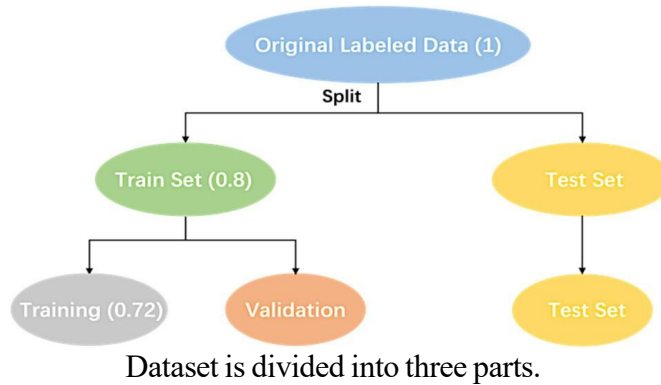 Original Labeled Data (1)
Split
Train Set (0.8)
Test Set
Training (0.72)
Validation
Test Set
Dataset is divided into three parts.